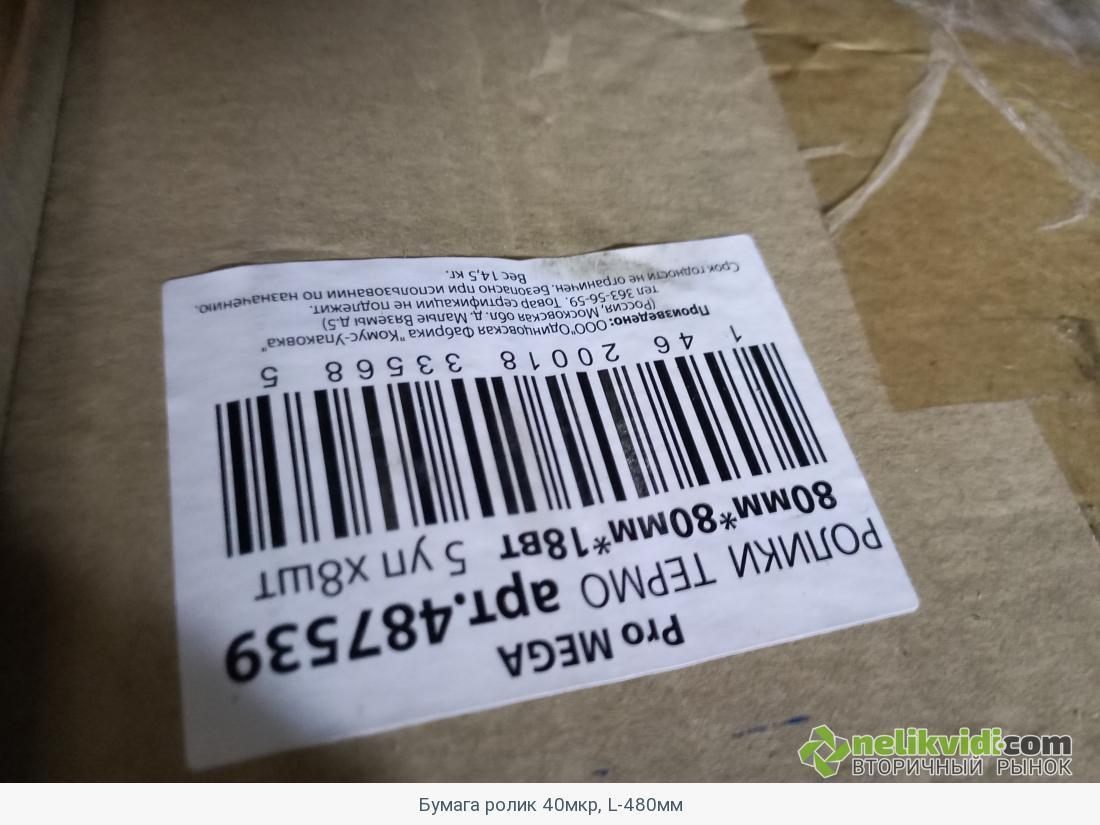 Pro MEGA
РОЛИКИ ТЕРМО арт.487539
80мм*80мм*18вт 5 уп х8шт
1 46 20018 33568 5
Произведено: ООО"Одинцовская Фабрика "Комус-Упаковка"
(Россия, Московская обл. д. Малые Вяземы д.5)
тел 363-56-59. Товар сертификации не подлежит.
Срок годности не ограничен. Безопасно при использовании по назначению.
Вес 14,5 кг.
nelikvidi.com
ВТОРИЧНЫЙ РЫНОК
Бумага ролик 40мкр, L-480мм